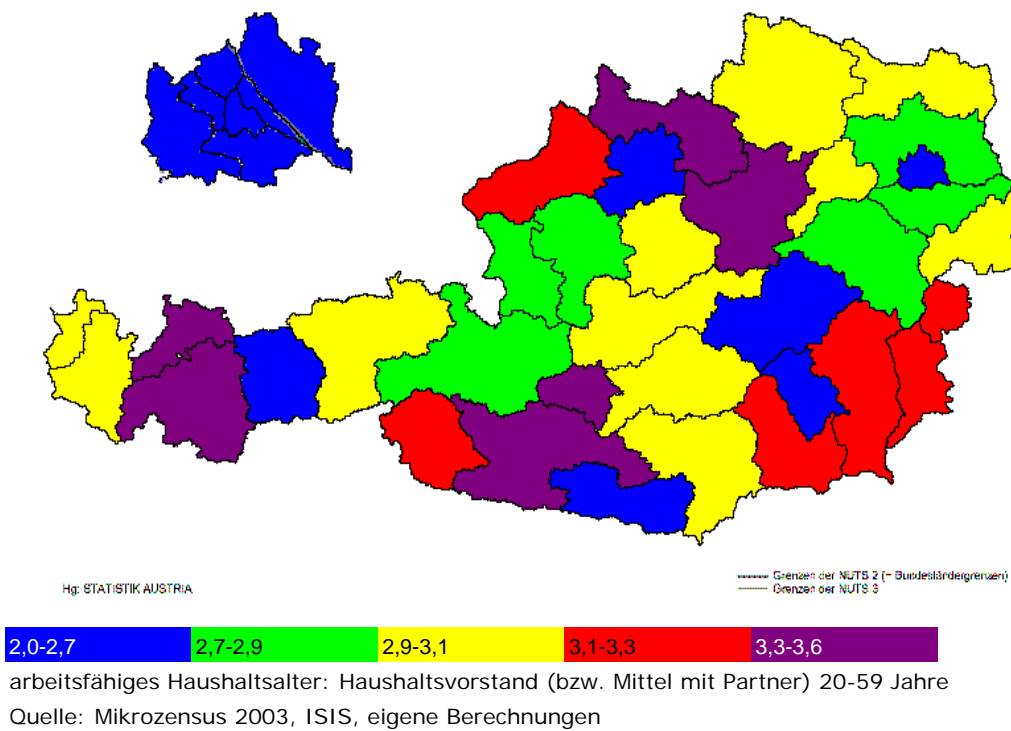 Hg: STATISTIK AUSTRIA
Grenzen der NUTS 2 (= Bundesländergrenzen)
Grenzen der NUTS 3
2,0-2,7 2,7-2,9 2,9-3,1 3,1-3,3 3,3-3,6
arbeitsfähiges Haushaltsalter: Haushaltsvorstand (bzw. Mittel mit Partner) 20-59 Jahre
Quelle: Mikrozensus 2003, ISIS, eigene Berechnungen